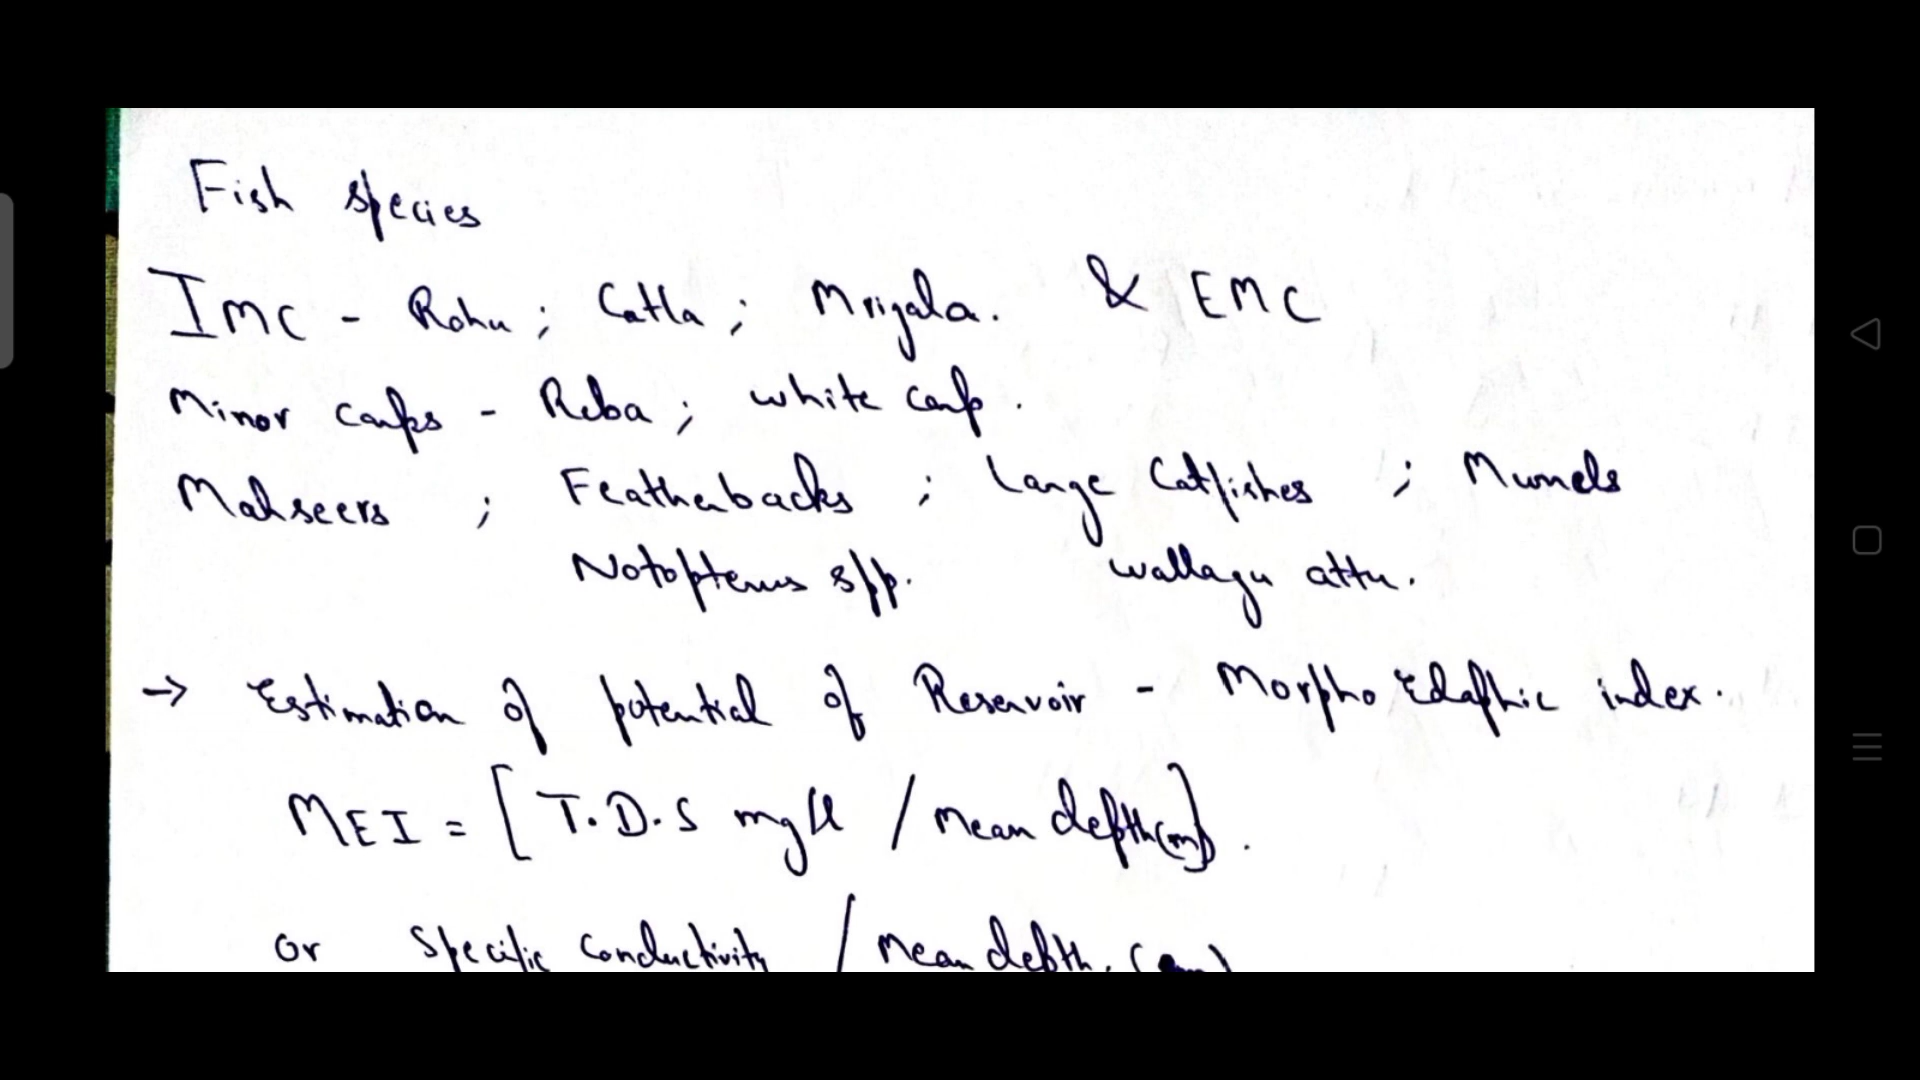 Fish species
IMC - Rohu ; Catla ; Mrigala. & EMC
Minor carps - Reba ; white carp.
Mahseers ; Featherbacks ; Large Catfishes ; Murrels
Notopterus spp. wallagu attu.
→ Estimation of potential of Reservoir - Morpho Edaphic index.
MEI = [T.D.S mg/l / Mean depth(m)].
or Specific Conductivity / Mean depth. (m)